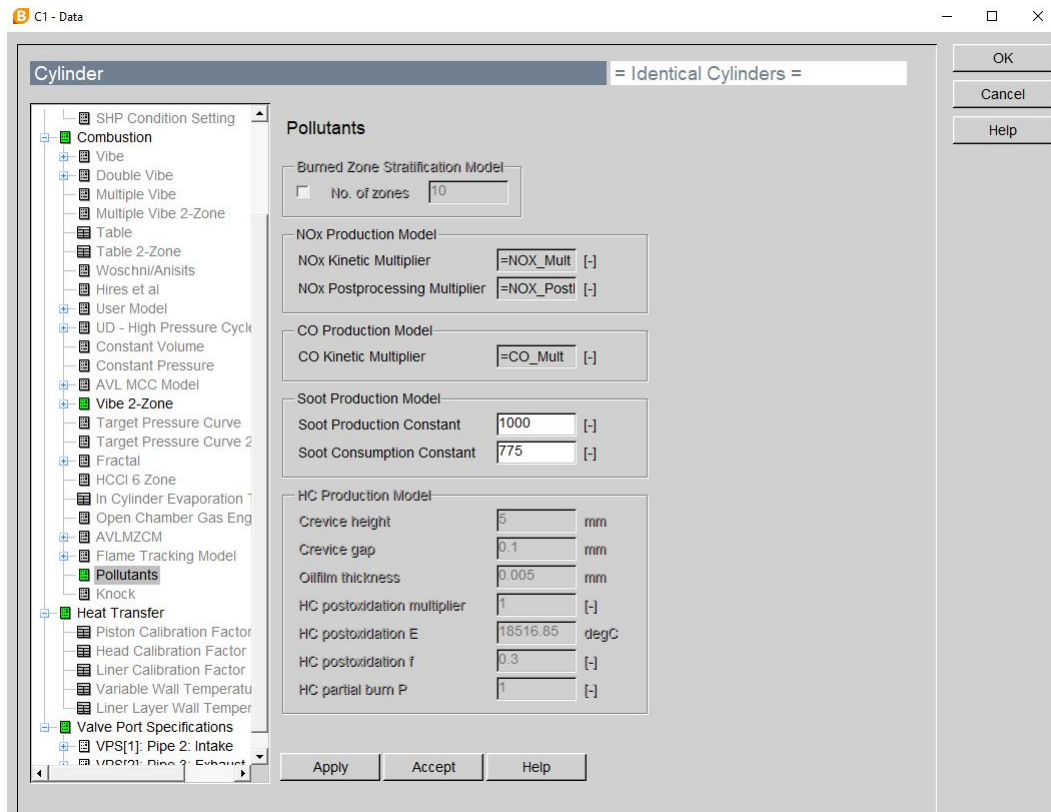 C1 - Data
Cylinder
= Identical Cylinders =
OK
Cancel
Help
SHP Condition Setting
Combustion
Vibe
Double Vibe
Multiple Vibe
Multiple Vibe 2-Zone
Table
Table 2-Zone
Woschni/Anisits
Hires et al
User Model
UD - High Pressure Cycle
Constant Volume
Constant Pressure
AVL MCC Model
Vibe 2-Zone
Target Pressure Curve
Target Pressure Curve 2
Fractal
HCCI 6 Zone
In Cylinder Evaporation T
Open Chamber Gas Eng
AVLMZCM
Flame Tracking Model
Pollutants
Knock
Heat Transfer
Piston Calibration Factor
Head Calibration Factor
Liner Calibration Factor
Variable Wall Temperatu
Liner Layer Wall Temper
Valve Port Specifications
VPS[1]: Pipe 2: Intake
VPS[2]: Pipe 3: Exhaust
Pollutants
Burned Zone Stratification Model
No. of zones 10
NOx Production Model
NOx Kinetic Multiplier =NOX_Mult [-]
NOx Postprocessing Multiplier =NOX_Post [-]
CO Production Model
CO Kinetic Multiplier =CO_Mult [-]
Soot Production Model
Soot Production Constant 1000 [-]
Soot Consumption Constant 775 [-]
HC Production Model
Crevice height 5 mm
Crevice gap 0.1 mm
Oilfilm thickness 0.005 mm
HC postoxidation multiplier 1 [-]
HC postoxidation E 18516.85 degC
HC postoxidation f 0.3 [-]
HC partial burn P 1 [-]
Apply Accept Help